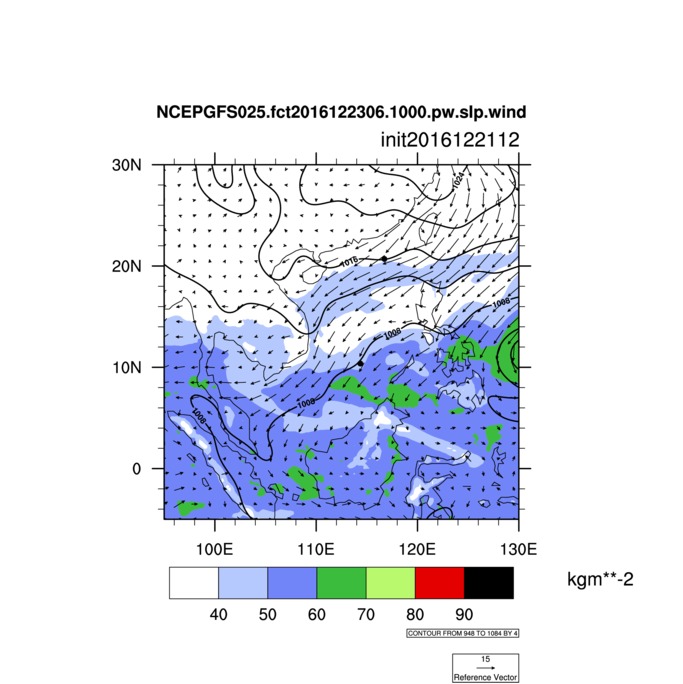 NCEPGFS025.fct2016122306.1000.pw.slp.wind
init2016122112
30N
1024
1016
20N
1008
1008
10N
1008
1008
0
100E 110E 120E 130E
kgm**-2
40 50 60 70 80 90
CONTOUR FROM 948 TO 1084 BY 4
15
Reference Vector